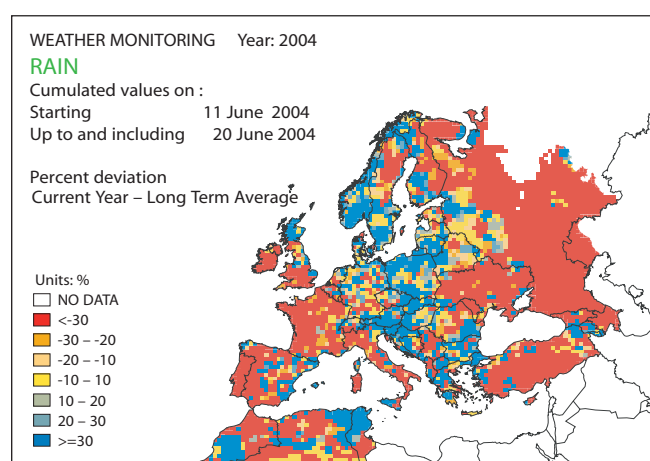 WEATHER MONITORING Year: 2004
RAIN
Cumulated values on :
Starting 11 June 2004
Up to and including 20 June 2004
Percent deviation
Current Year – Long Term Average
Units: %
NO DATA
<-30
-30 – -20
-20 – -10
-10 – 10
10 – 20
20 – 30
>=30